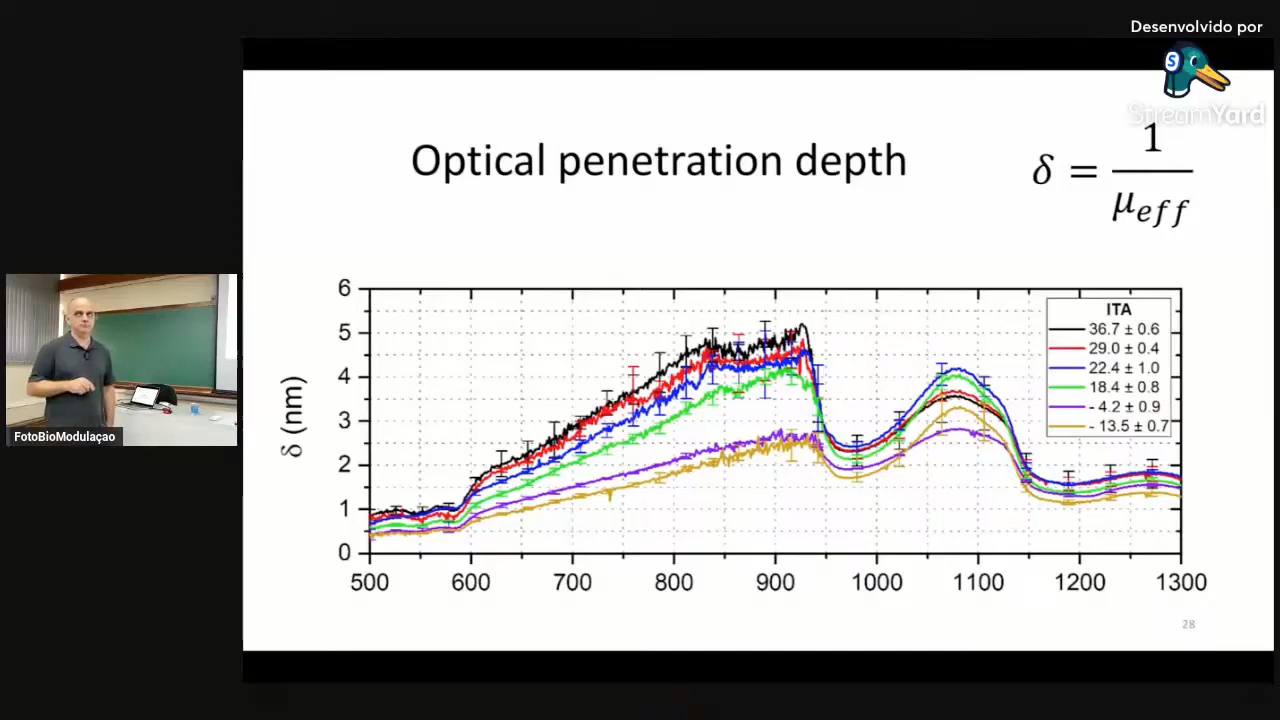 Desenvolvido por
S
StreamYard
Optical penetration depth
δ = 1 / μeff
6
5
4
3
2
1
0
δ (nm)
500 600 700 800 900 1000 1100 1200 1300
ITA
36.7 ± 0.6
29.0 ± 0.4
22.4 ± 1.0
18.4 ± 0.8
- 4.2 ± 0.9
- 13.5 ± 0.7
28
FotoBioModulaçao